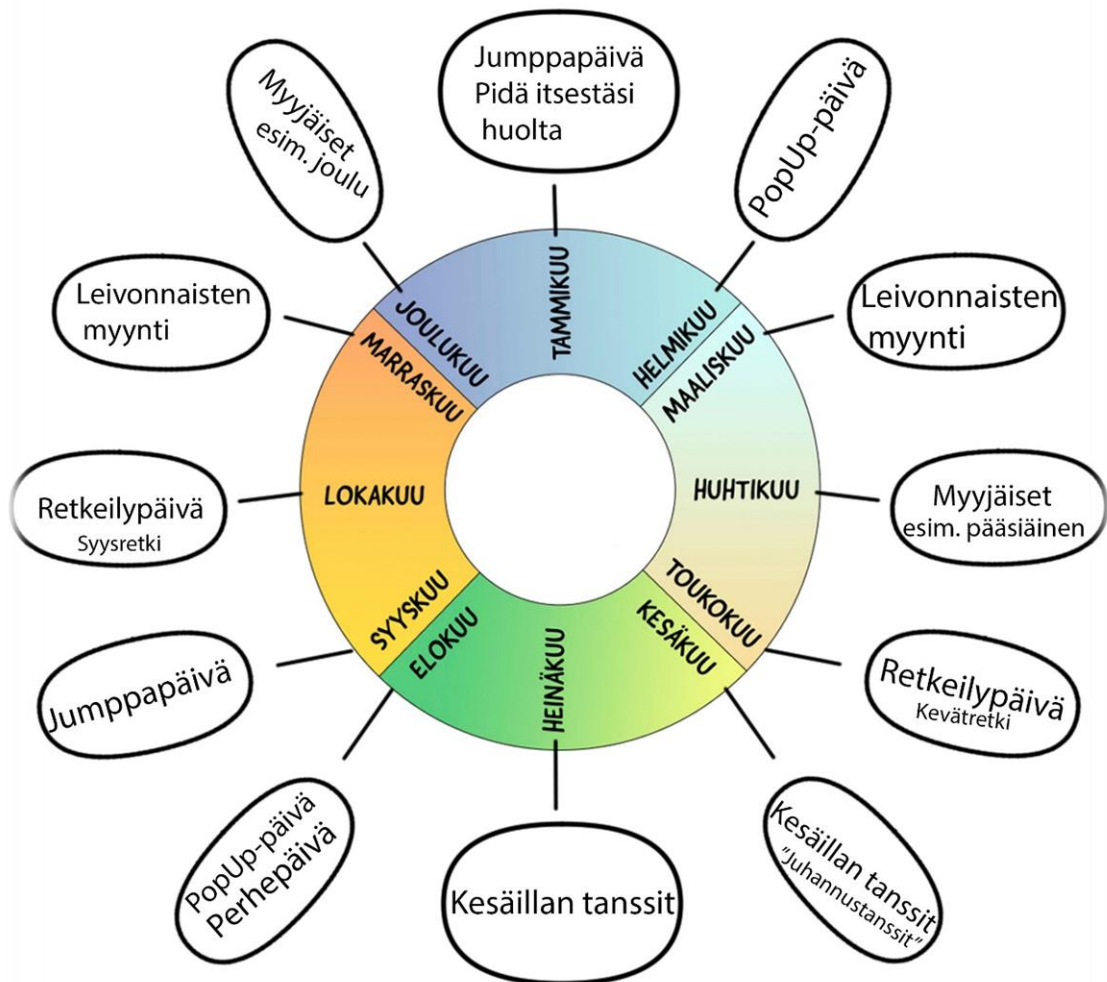 Jumppapäivä
Pidä itsestäsi
huolta
TAMMIKUU
PopUp-päivä
HELMIKUU
Leivonnaisten
myynti
MAALISKUU
Myyjäiset
esim. pääsiäinen
HUHTIKUU
Retkeilypäivä
Kevätretki
TOUKOKUU
Kesäillan tanssit
"Juhannustanssit"
KESÄKUU
Kesäillan tanssit
HEINÄKUU
PopUp-päivä
Perhepäivä
ELOKUU
Jumppapäivä
SYYSKUU
Retkeilypäivä
Syysretki
LOKAKUU
Leivonnaisten
myynti
MARRASKUU
Myyjäiset
esim. joulu
JOULUKUU